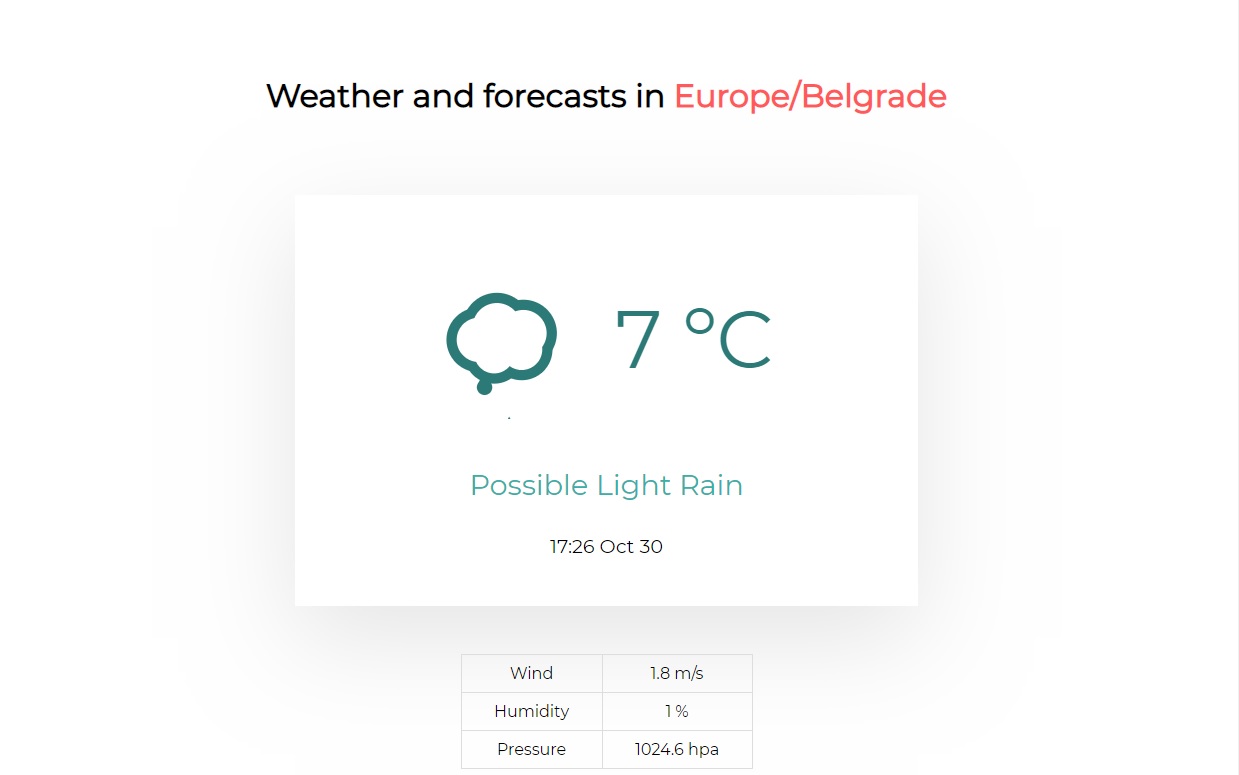 Weather and forecasts in Europe/Belgrade
7 °C
Possible Light Rain
17:26 Oct 30
Wind 1.8 m/s
Humidity 1 %
Pressure 1024.6 hpa